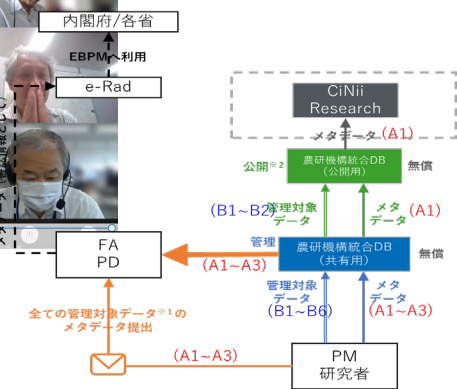 内閣府/各省
EBPMへ利用
e-Rad
CiNii
Research
メタデータ(A1)
公開※2
農研機構統合DB
(公開用)
無償
管理対象
(B1~B2)
データ
メタ
データ
(A1)
FA
PD
管理
農研機構統合DB
(共有用)
無償
(A1~A3)
管理対象
データ
(B1~B6)
メタ
データ
(A1~A3)
全ての管理対象データ※1の
メタデータ提出
(A1~A3)
PM
研究者